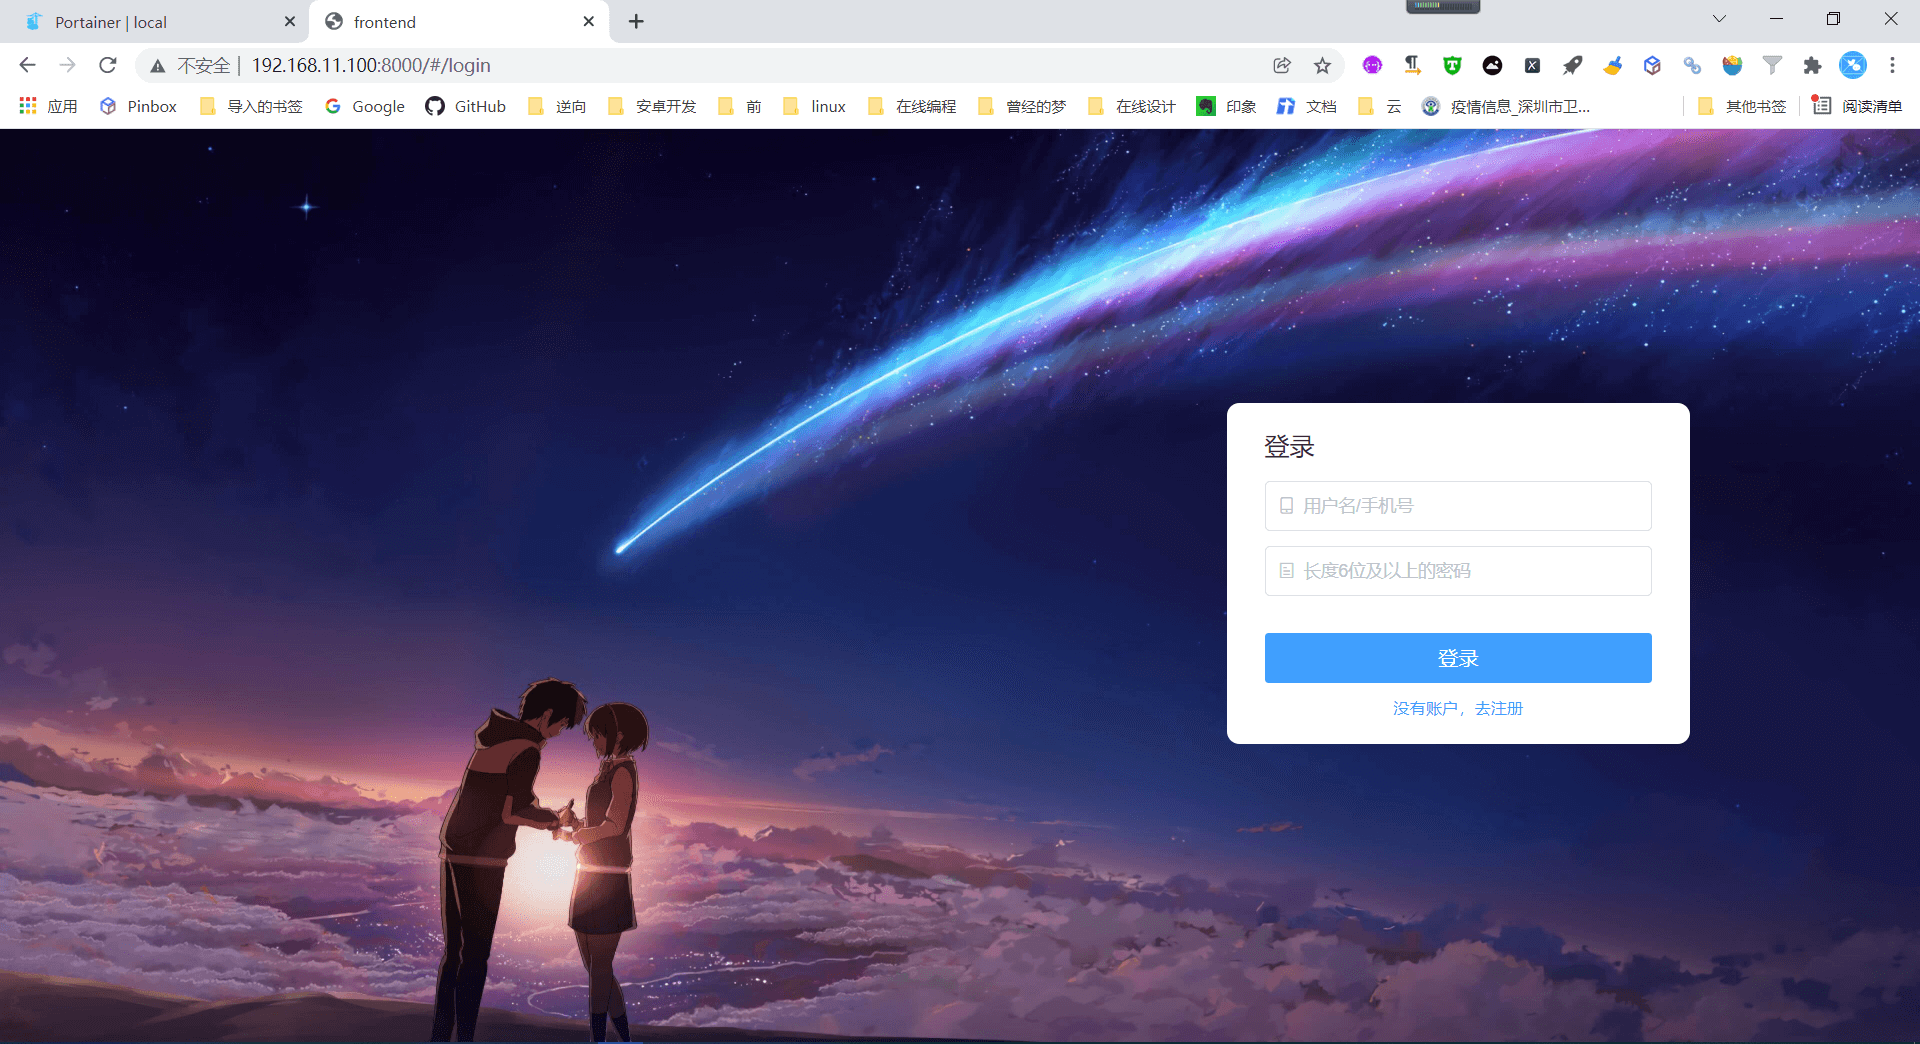 Portainer | local
frontend
不安全 | 192.168.11.100:8000/#/login
应用 Pinbox 导入的书签 Google GitHub 逆向 安卓开发 前 linux 在线编程 曾经的梦 在线设计 印象 文档 云 疫情信息_深圳市卫... 其他书签 阅读清单
登录
用户名/手机号
长度6位及以上的密码
登录
没有账户，去注册